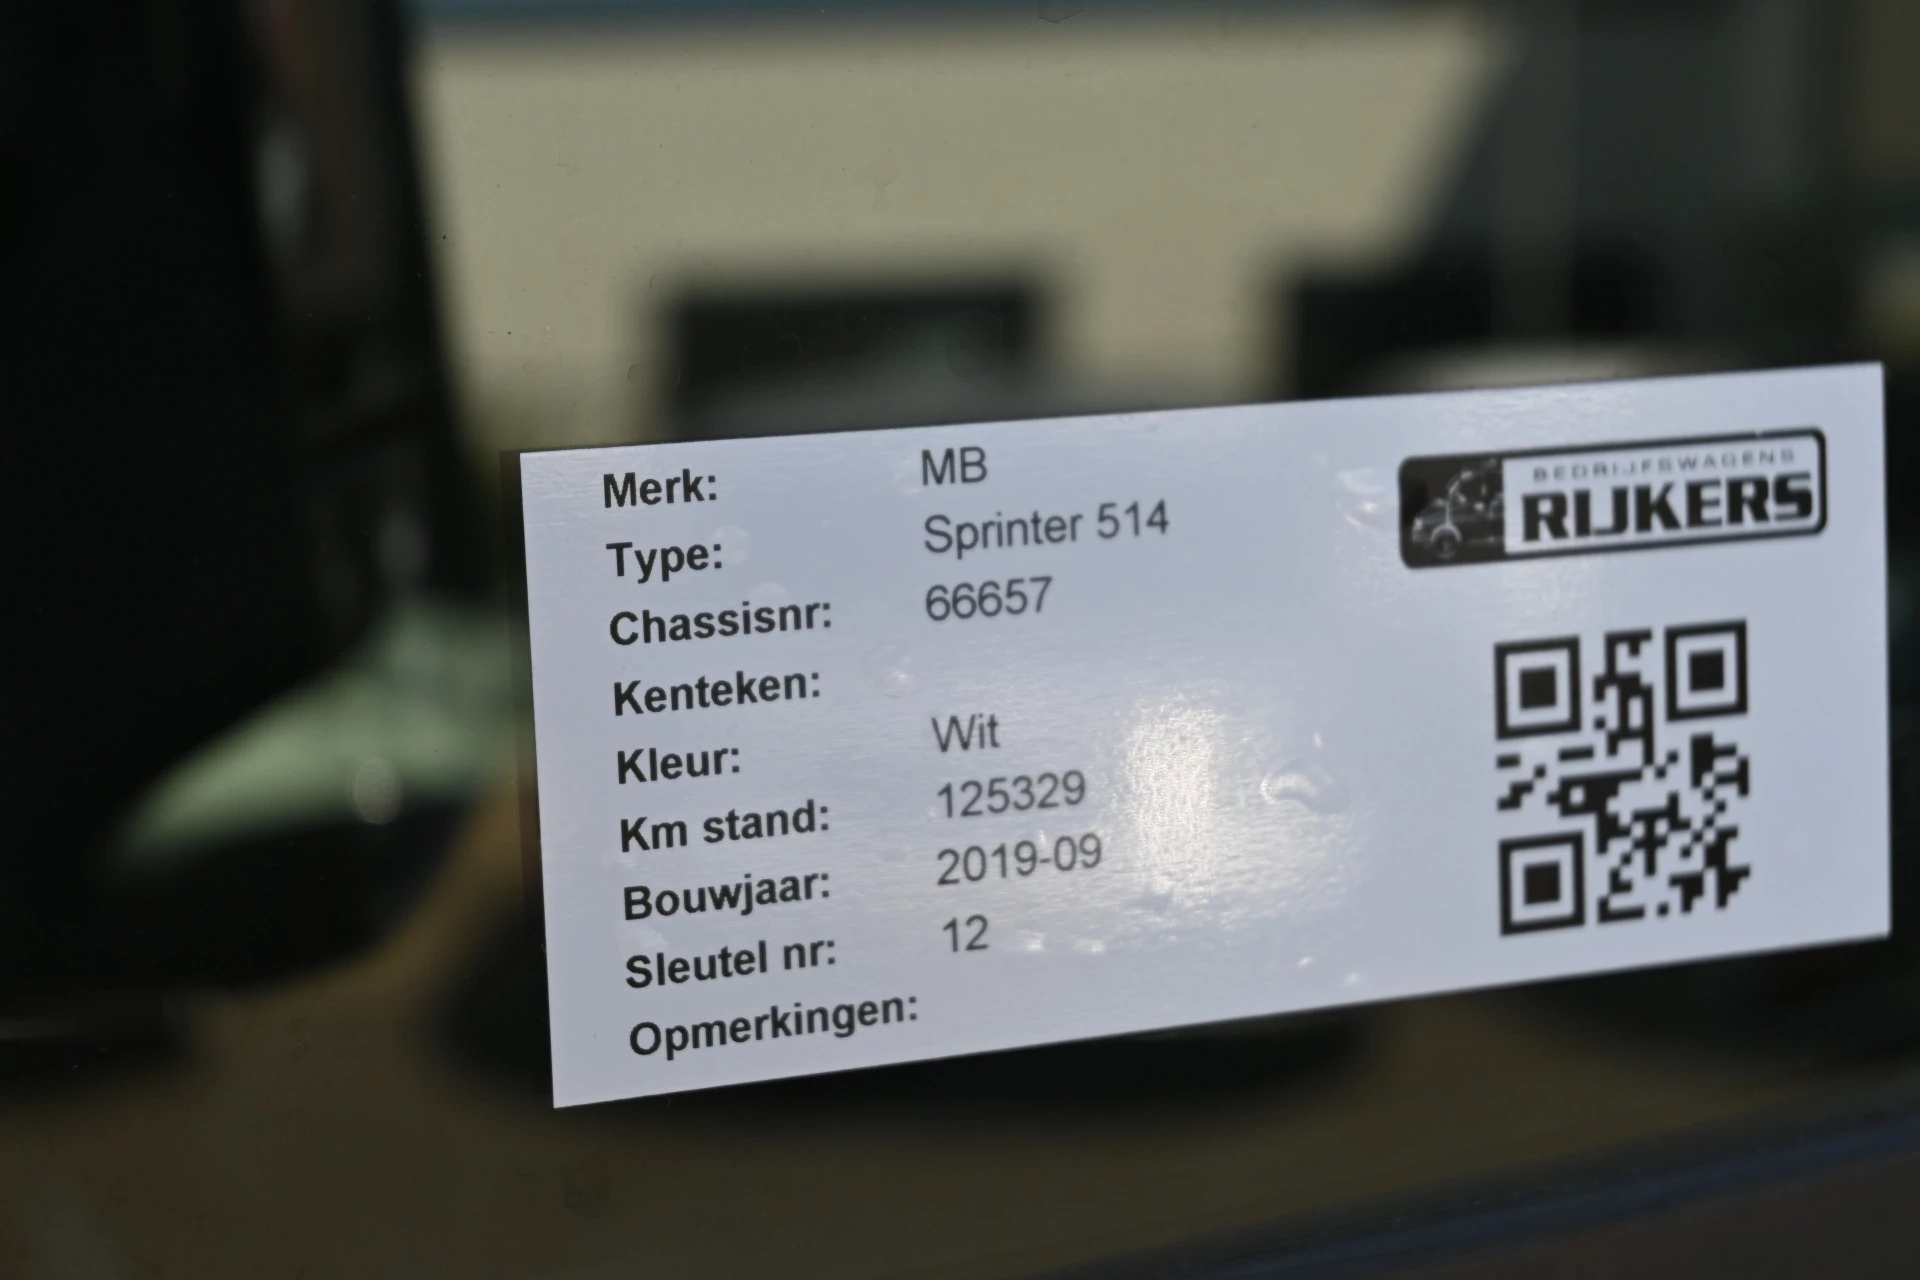 Merk: MB
Type: Sprinter 514
Chassisnr: 66657
Kenteken:
Kleur: Wit
Km stand: 125329
Bouwjaar: 2019-09
Sleutel nr: 12
Opmerkingen:
BEDRIJFSWAGENS
RIJKERS